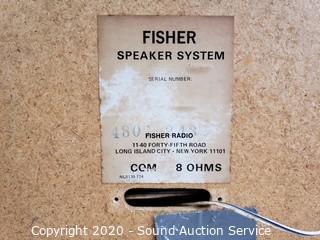 FISHER
SPEAKER SYSTEM
SERIAL NUMBER:
FISHER RADIO
11-40 FORTY-FIFTH ROAD
LONG ISLAND CITY - NEW YORK 11101
COM 8 OHMS
Copyright 2020 - Sound Auction Service